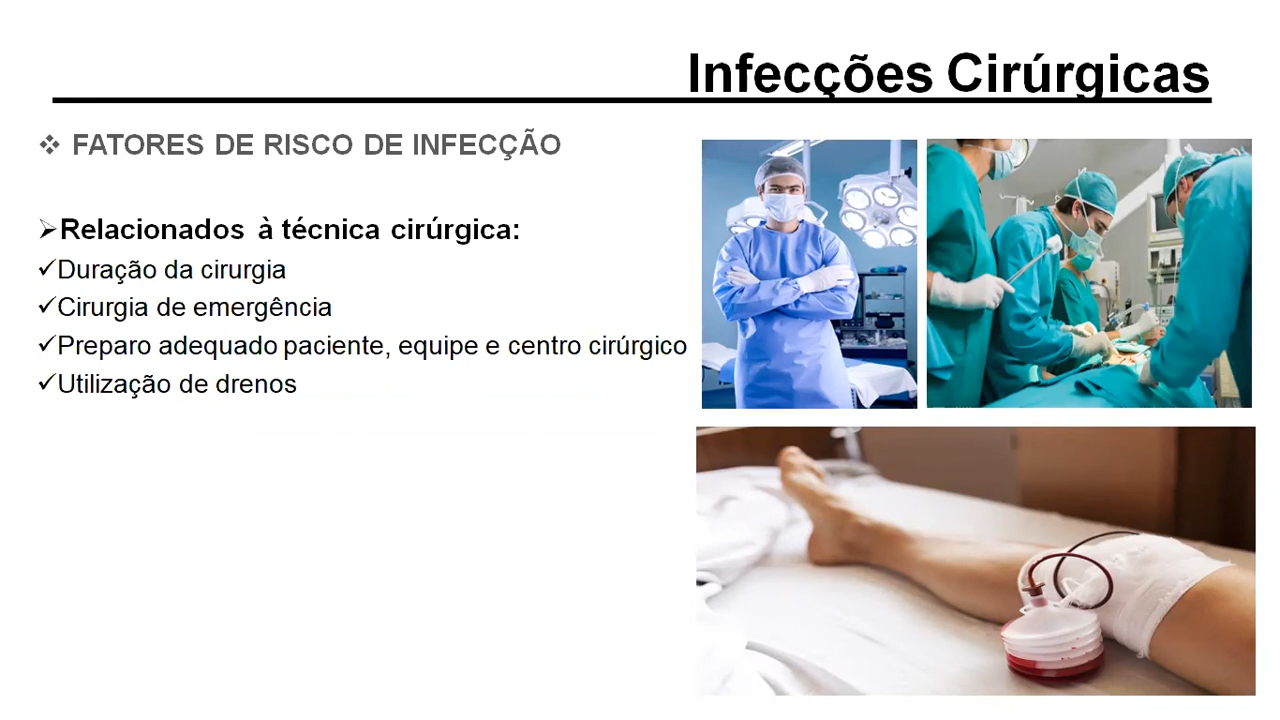 Infecções Cirúrgicas
❖ FATORES DE RISCO DE INFECÇÃO
➢Relacionados à técnica cirúrgica:
✓Duração da cirurgia
✓Cirurgia de emergência
✓Preparo adequado paciente, equipe e centro cirúrgico
✓Utilização de drenos